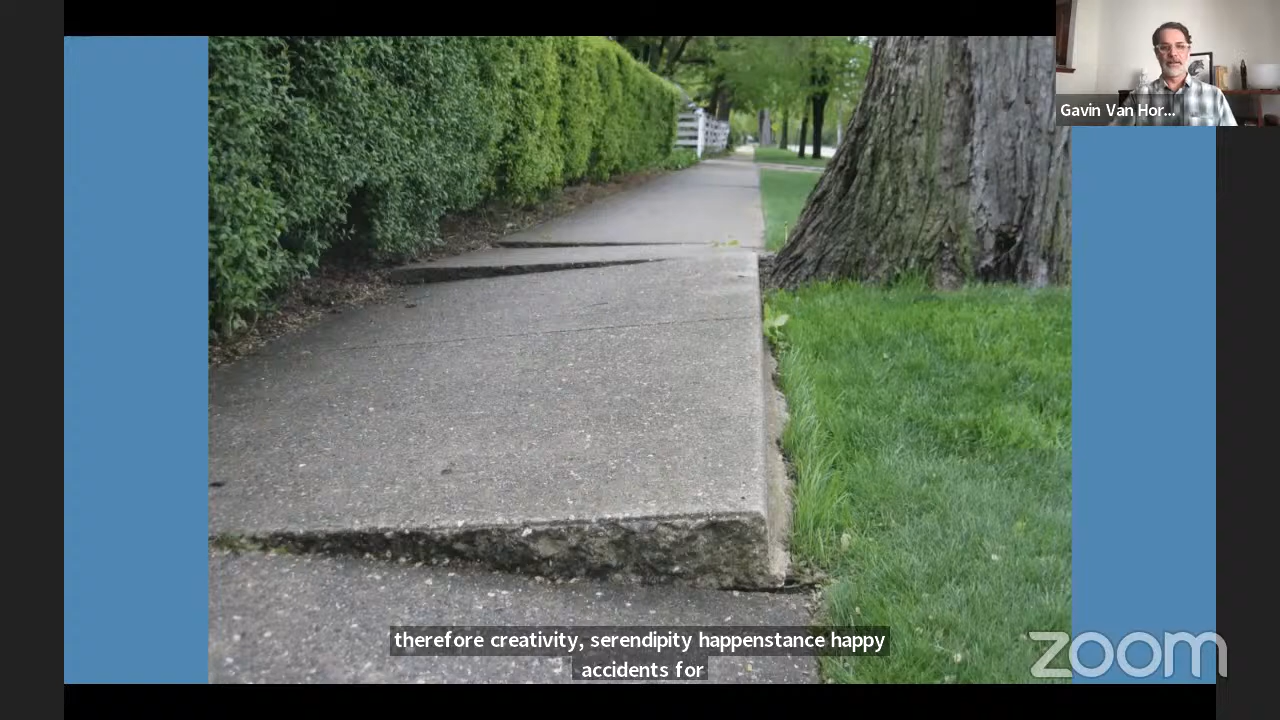 Gavin Van Hor...
therefore creativity, serendipity happenstance happy
accidents for
zoom